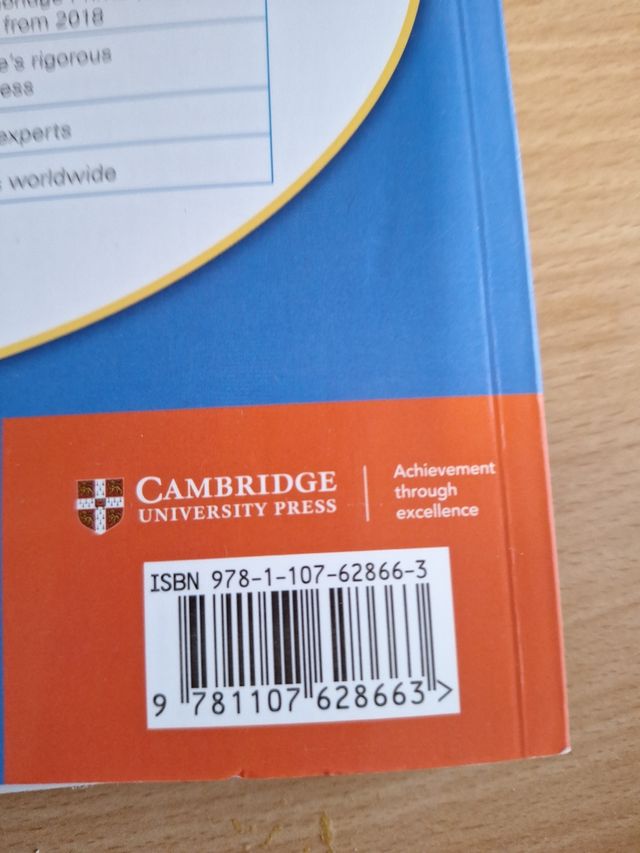 from 2018
e's rigorous
ess
experts
s worldwide
CAMBRIDGE
UNIVERSITY PRESS
Achievement
through
excellence
ISBN 978-1-107-62866-3
9 781107 628663 >